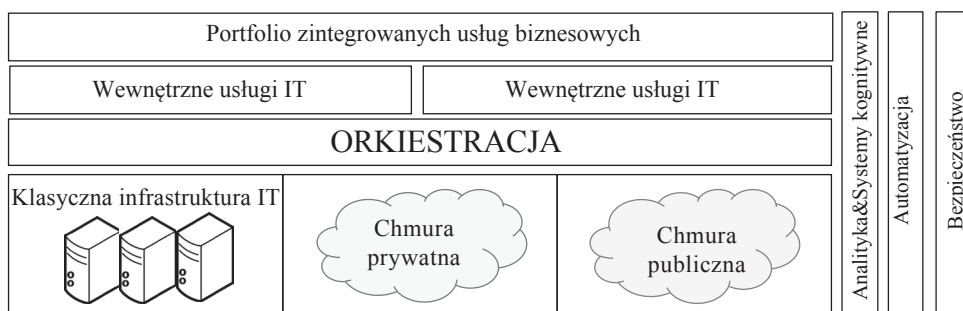 Portfolio zintegrowanych usług biznesowych
Wewnętrzne usługi IT
Wewnętrzne usługi IT
ORKIESTRACJA
Klasyczna infrastruktura IT
Chmura
prywatna
Chmura
publiczna
Analityka&Systemy kognitywne
Automatyzacja
Bezpieczeństwo